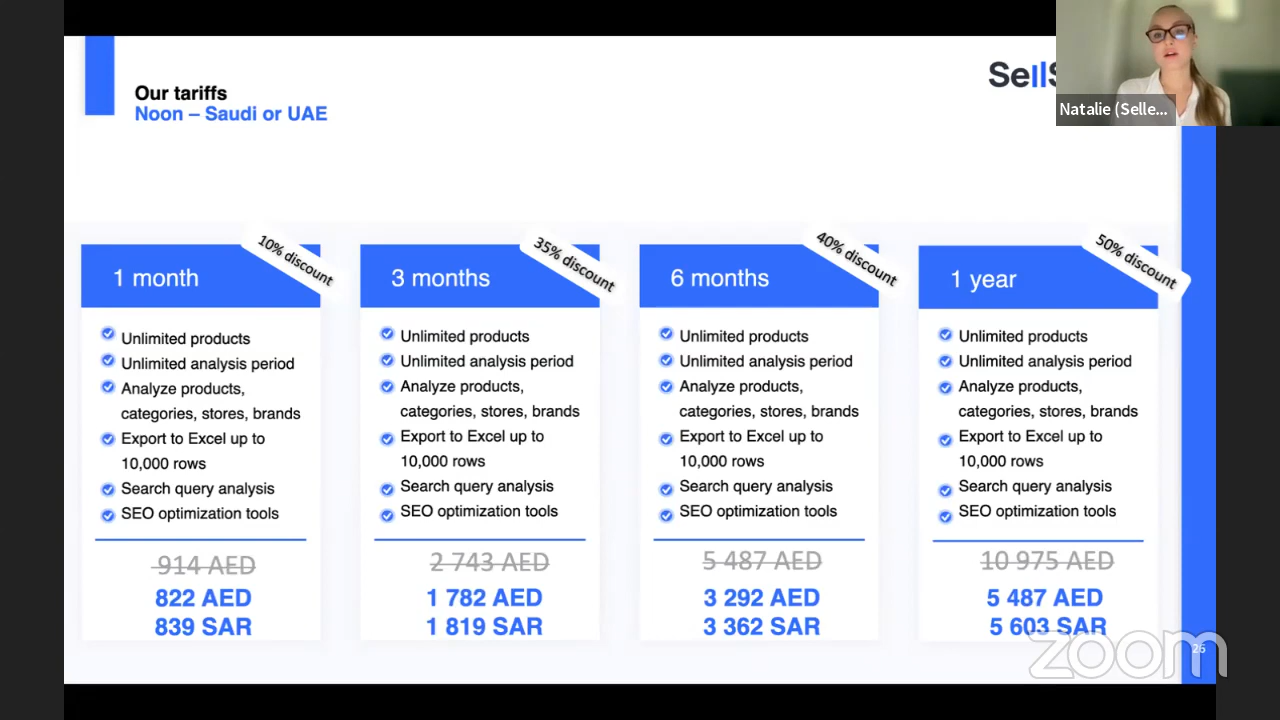 Our tariffs
Noon – Saudi or UAE
SellS
Natalie (Selle...
1 month
10% discount
Unlimited products
Unlimited analysis period
Analyze products,
categories, stores, brands
Export to Excel up to
10,000 rows
Search query analysis
SEO optimization tools
914 AED
822 AED
839 SAR
3 months
35% discount
Unlimited products
Unlimited analysis period
Analyze products,
categories, stores, brands
Export to Excel up to
10,000 rows
Search query analysis
SEO optimization tools
2 743 AED
1 782 AED
1 819 SAR
6 months
40% discount
Unlimited products
Unlimited analysis period
Analyze products,
categories, stores, brands
Export to Excel up to
10,000 rows
Search query analysis
SEO optimization tools
5 487 AED
3 292 AED
3 362 SAR
1 year
50% discount
Unlimited products
Unlimited analysis period
Analyze products,
categories, stores, brands
Export to Excel up to
10,000 rows
Search query analysis
SEO optimization tools
10 975 AED
5 487 AED
5 603 SAR
zoom
26